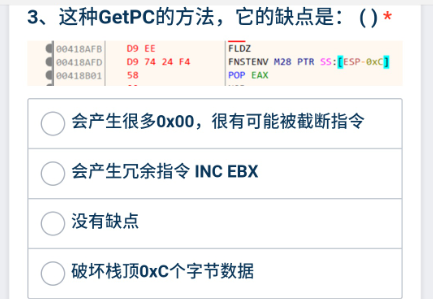 3、这种GetPC的方法，它的缺点是： ( ) *
00418AFB D9 EE FLDZ
00418AFD D9 74 24 F4 FNSTENV M28 PTR SS:[ESP-0xC]
00418B01 58 POP EAX
会产生很多0x00，很有可能被截断指令
会产生冗余指令 INC EBX
没有缺点
破坏栈顶0xC个字节数据